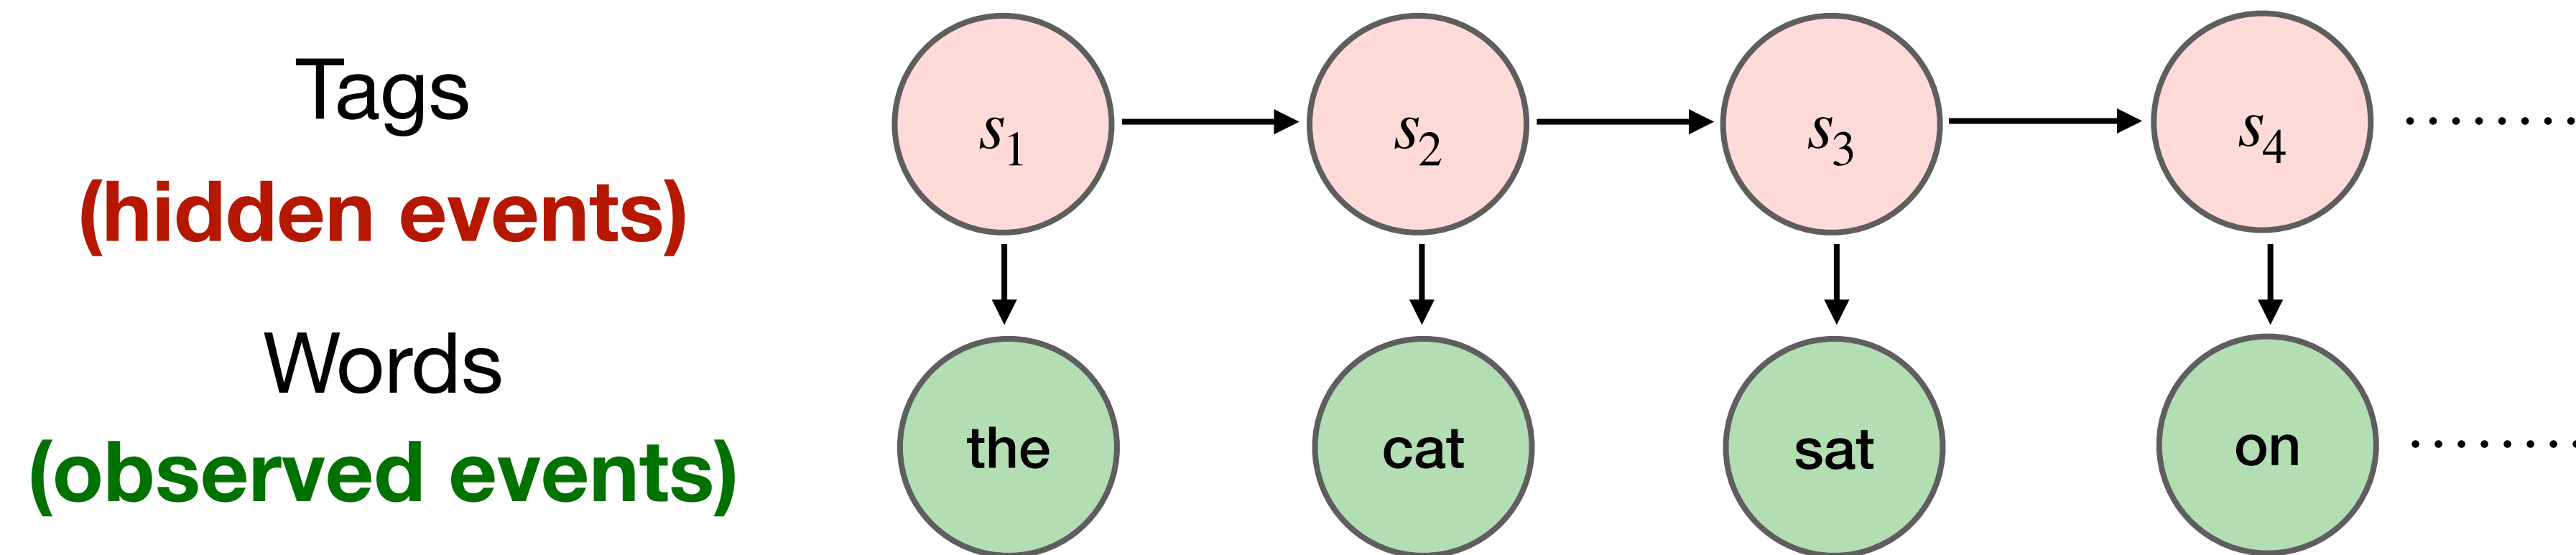 Tags
(hidden events)
s₁ s₂ s₃ s₄ ........
Words
(observed events)
the cat sat on ........